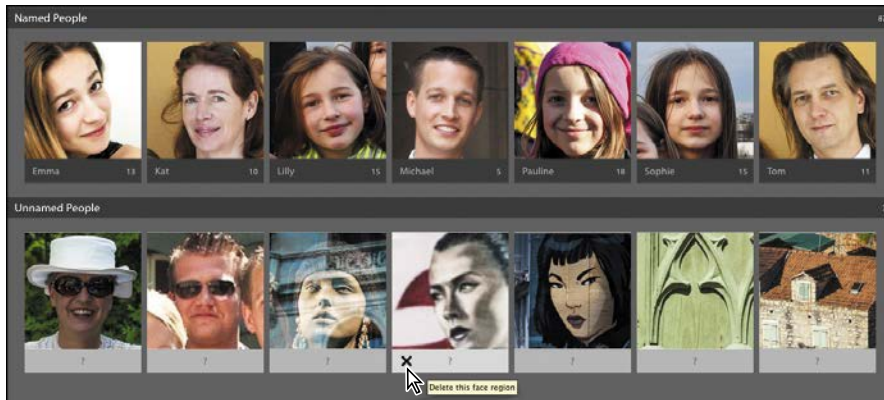 Named People
Emma 13 Kat 10 Lilly 15 Michael 5 Pauline 18 Sophie 15 Tom 11
Unnamed People
? ? ? ? ? ? ?
Delete this face region